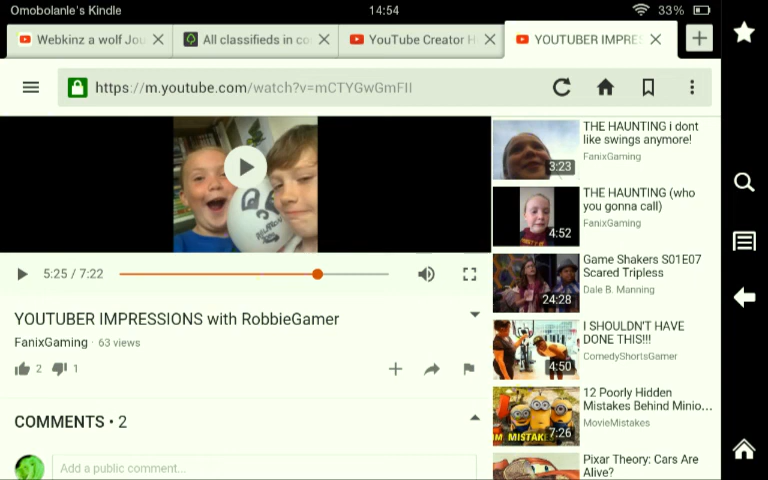 Omobolanle's Kindle
14:54
33%
Webkinz a wolf Jou
All classifieds in co
YouTube Creator H
YOUTUBER IMPRES
https://m.youtube.com/watch?v=mCTYGwGmFII
5:25 / 7:22
YOUTUBER IMPRESSIONS with RobbieGamer
FanixGaming · 63 views
2
1
COMMENTS • 2
Add a public comment...
THE HAUNTING i dont
like swings anymore!
FanixGaming
3:23
THE HAUNTING (who
you gonna call)
FanixGaming
4:52
Game Shakers S01E07
Scared Tripless
Dale B. Manning
24:28
I SHOULDN'T HAVE
DONE THIS!!!
ComedyShortsGamer
4:50
12 Poorly Hidden
Mistakes Behind Minio...
MovieMistakes
7:26
Pixar Theory: Cars Are
Alive?